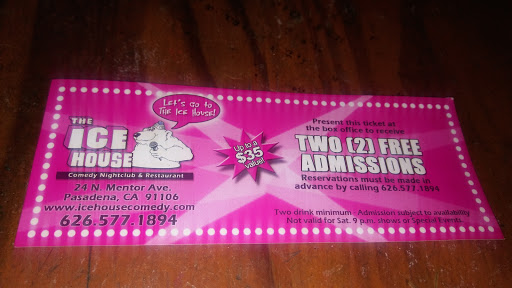 Let's go to
The Ice House!
THE
ICE
HOUSE
Comedy Nightclub & Restaurant
24 N. Mentor Ave.
Pasadena, CA 91106
www.icehousecomedy.com
626.577.1894
Up to a
$35
value!
Present this ticket at
the box office to receive
TWO (2) FREE
ADMISSIONS
Reservations must be made in
advance by calling 626.577.1894
Two drink minimum - Admission subject to availability
Not valid for Sat. 9 p.m. shows or Special Events.